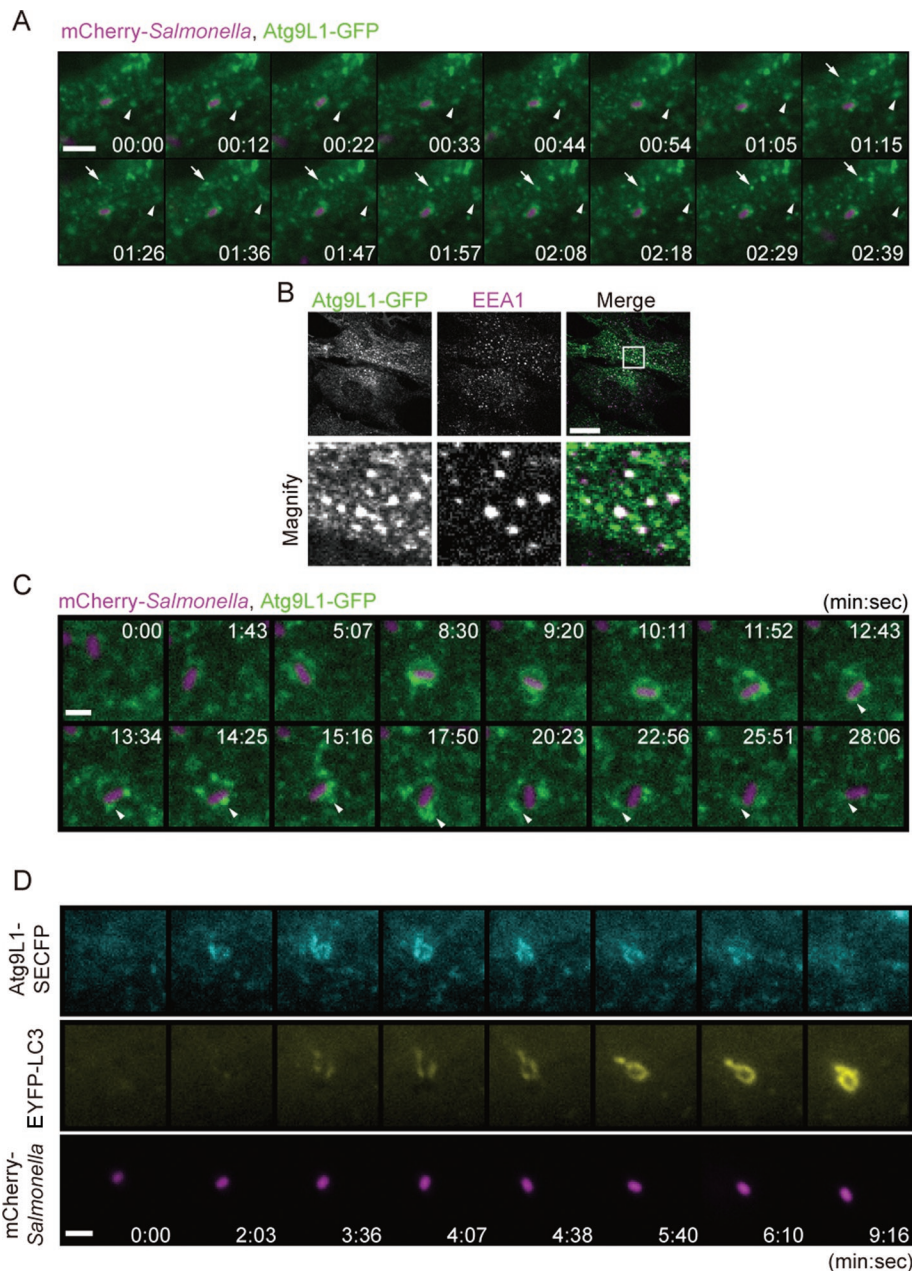 A
mCherry-Salmonella, Atg9L1-GFP
00:00 00:12 00:22 00:33 00:44 00:54 01:05 01:15
01:26 01:36 01:47 01:57 02:08 02:18 02:29 02:39
B
Atg9L1-GFP EEA1 Merge
Magnify
C
mCherry-Salmonella, Atg9L1-GFP (min:sec)
0:00 1:43 5:07 8:30 9:20 10:11 11:52 12:43
13:34 14:25 15:16 17:50 20:23 22:56 25:51 28:06
D
Atg9L1-
SECFP
EYFP-LC3
mCherry-
Salmonella
0:00 2:03 3:36 4:07 4:38 5:40 6:10 9:16
(min:sec)